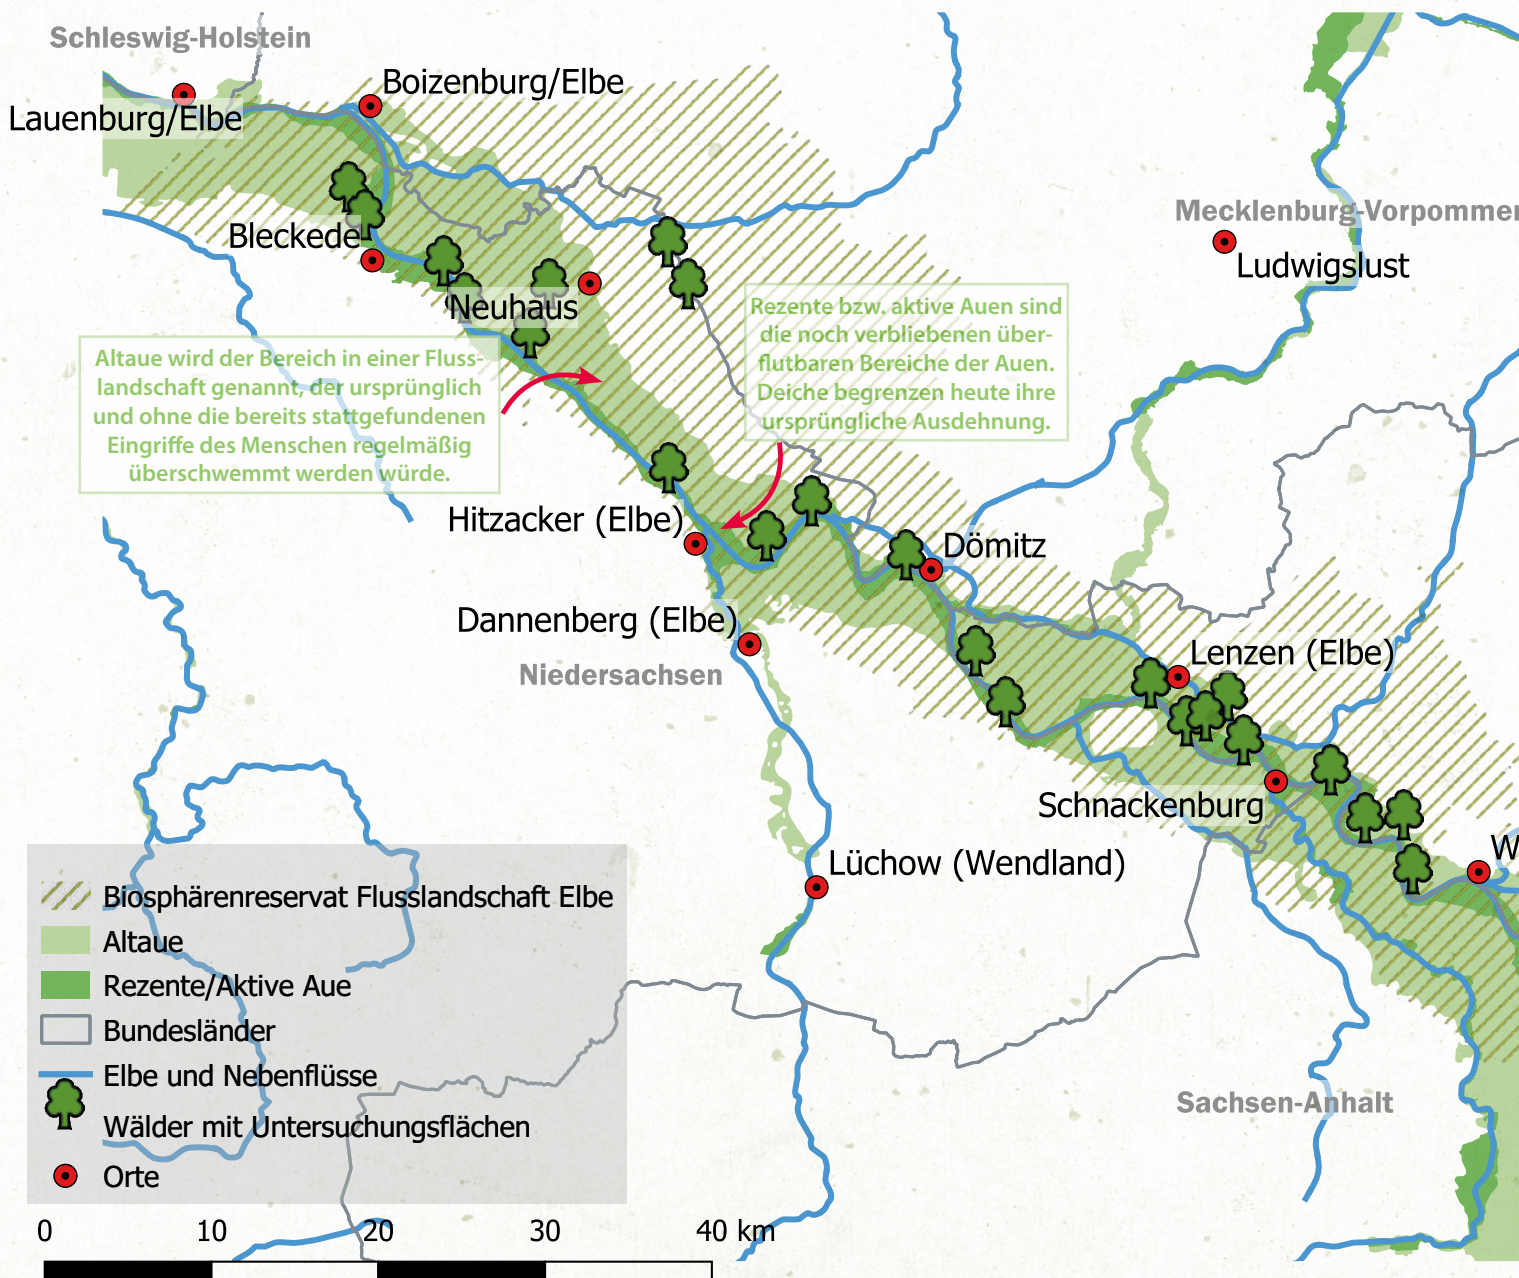 Schleswig-Holstein
Boizenburg/Elbe
Lauenburg/Elbe
Mecklenburg-Vorpommer
Bleckede
Ludwigslust
Neuhaus
Rezente bzw. aktive Auen sind
die noch verbliebenen über-
flutbaren Bereiche der Auen.
Deiche begrenzen heute ihre
ursprüngliche Ausdehnung.
Altaue wird der Bereich in einer Fluss-
landschaft genannt, der ursprünglich
und ohne die bereits stattgefundenen
Eingriffe des Menschen regelmäßig
überschwemmt werden würde.
Hitzacker (Elbe)
Dömitz
Dannenberg (Elbe)
Lenzen (Elbe)
Niedersachsen
Schnackenburg
W
Lüchow (Wendland)
Biosphärenreservat Flusslandschaft Elbe
Altaue
Rezente/Aktive Aue
Bundesländer
Elbe und Nebenflüsse
Wälder mit Untersuchungsflächen
Orte
Sachsen-Anhalt
0 10 20 30 40 km